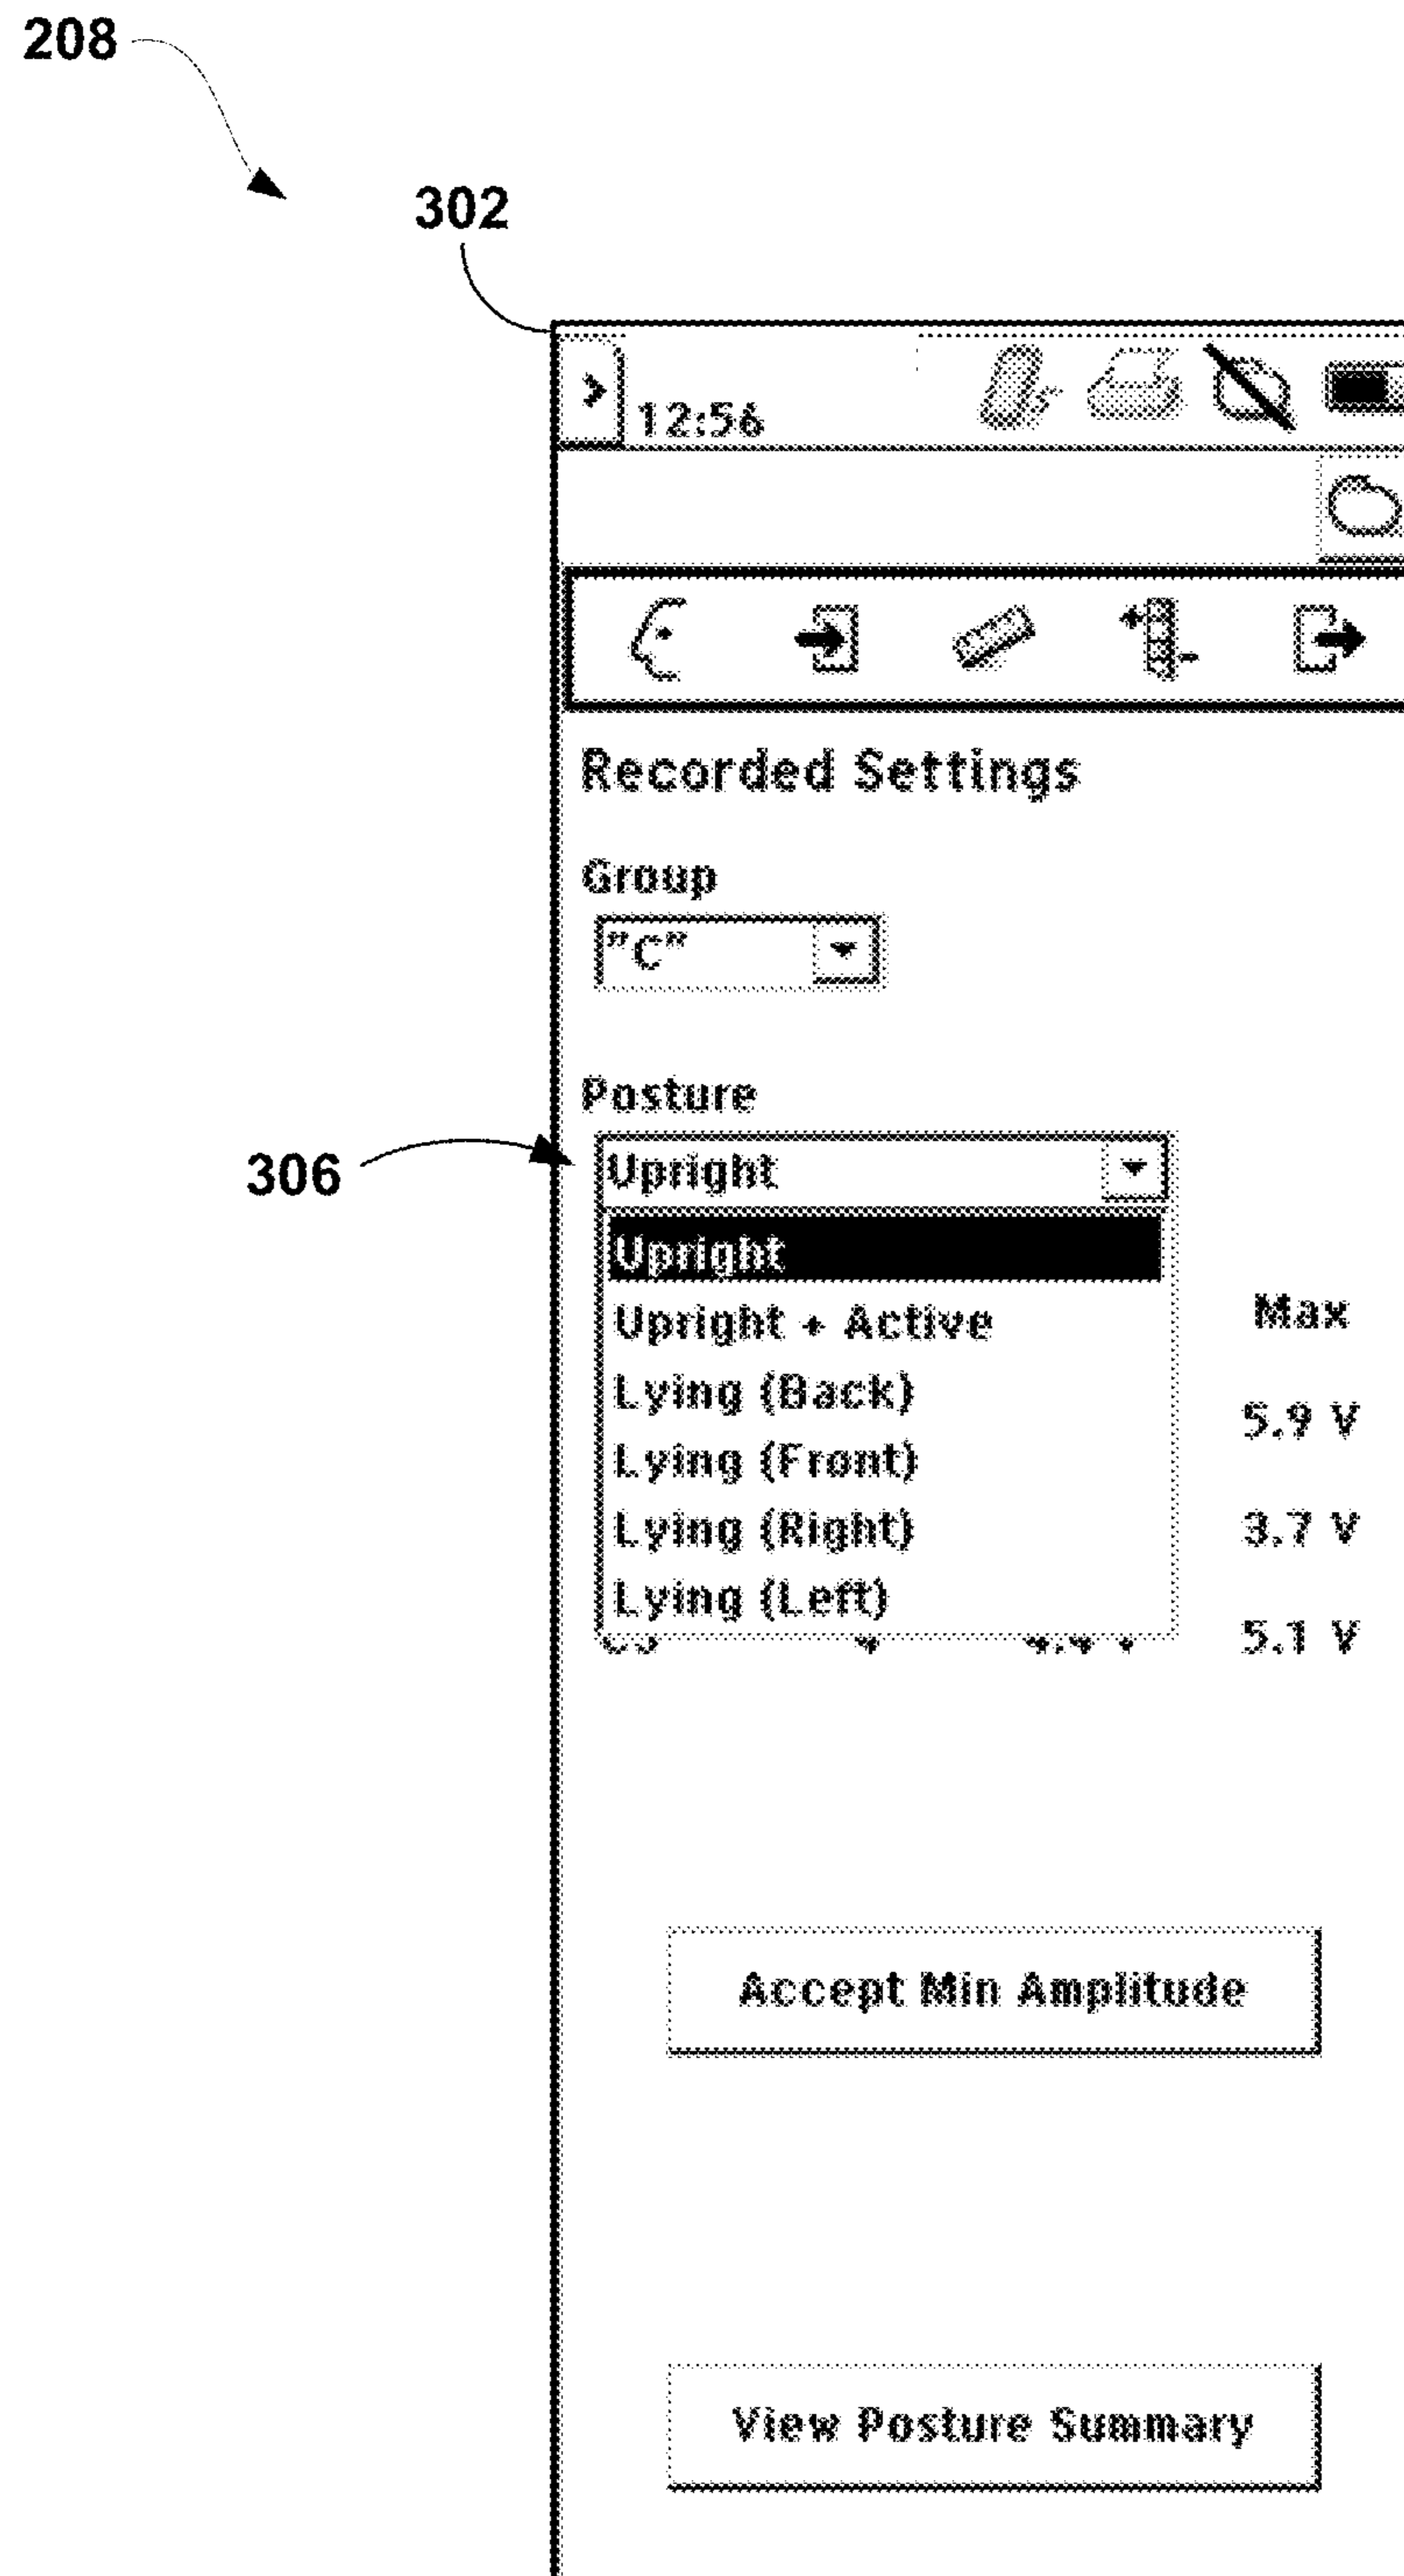 208
302
12:56
Recorded Settings
Group
"C"
Posture
306
Upright
Upright
Upright + Active
Max
Lying (Back)
5.9 V
Lying (Front)
Lying (Right)
3.7 V
Lying (Left)
5.1 V
Accept Min Amplitude
View Posture Summary